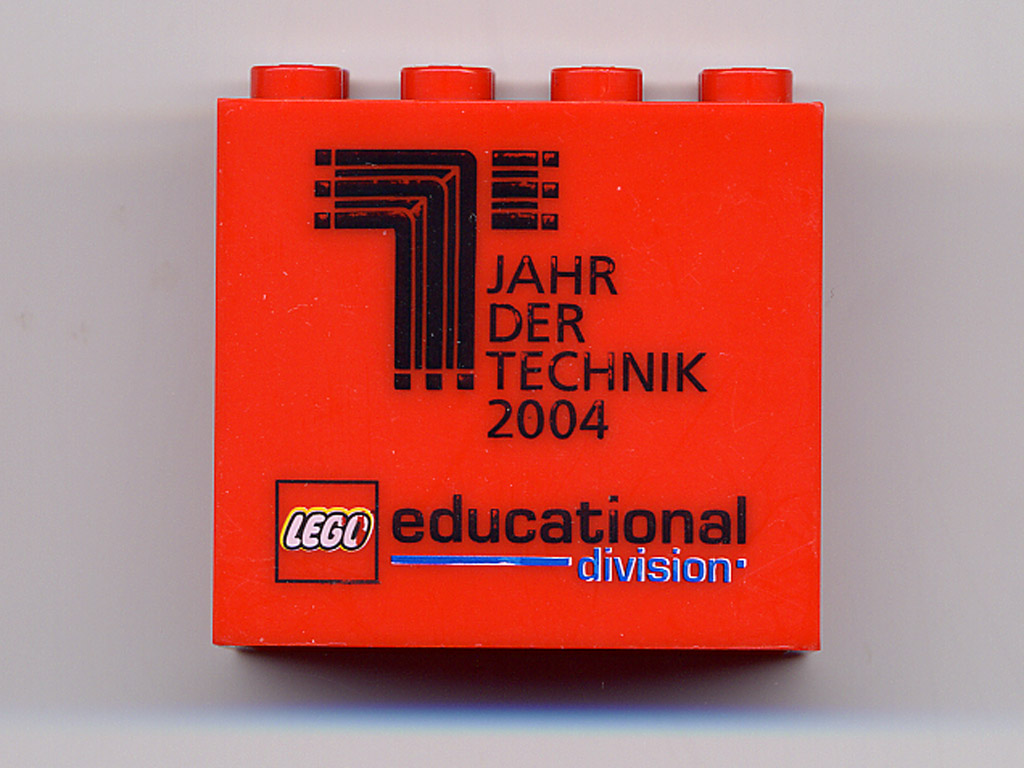 JAHR
DER
TECHNIK
2004
LEGO educational
division